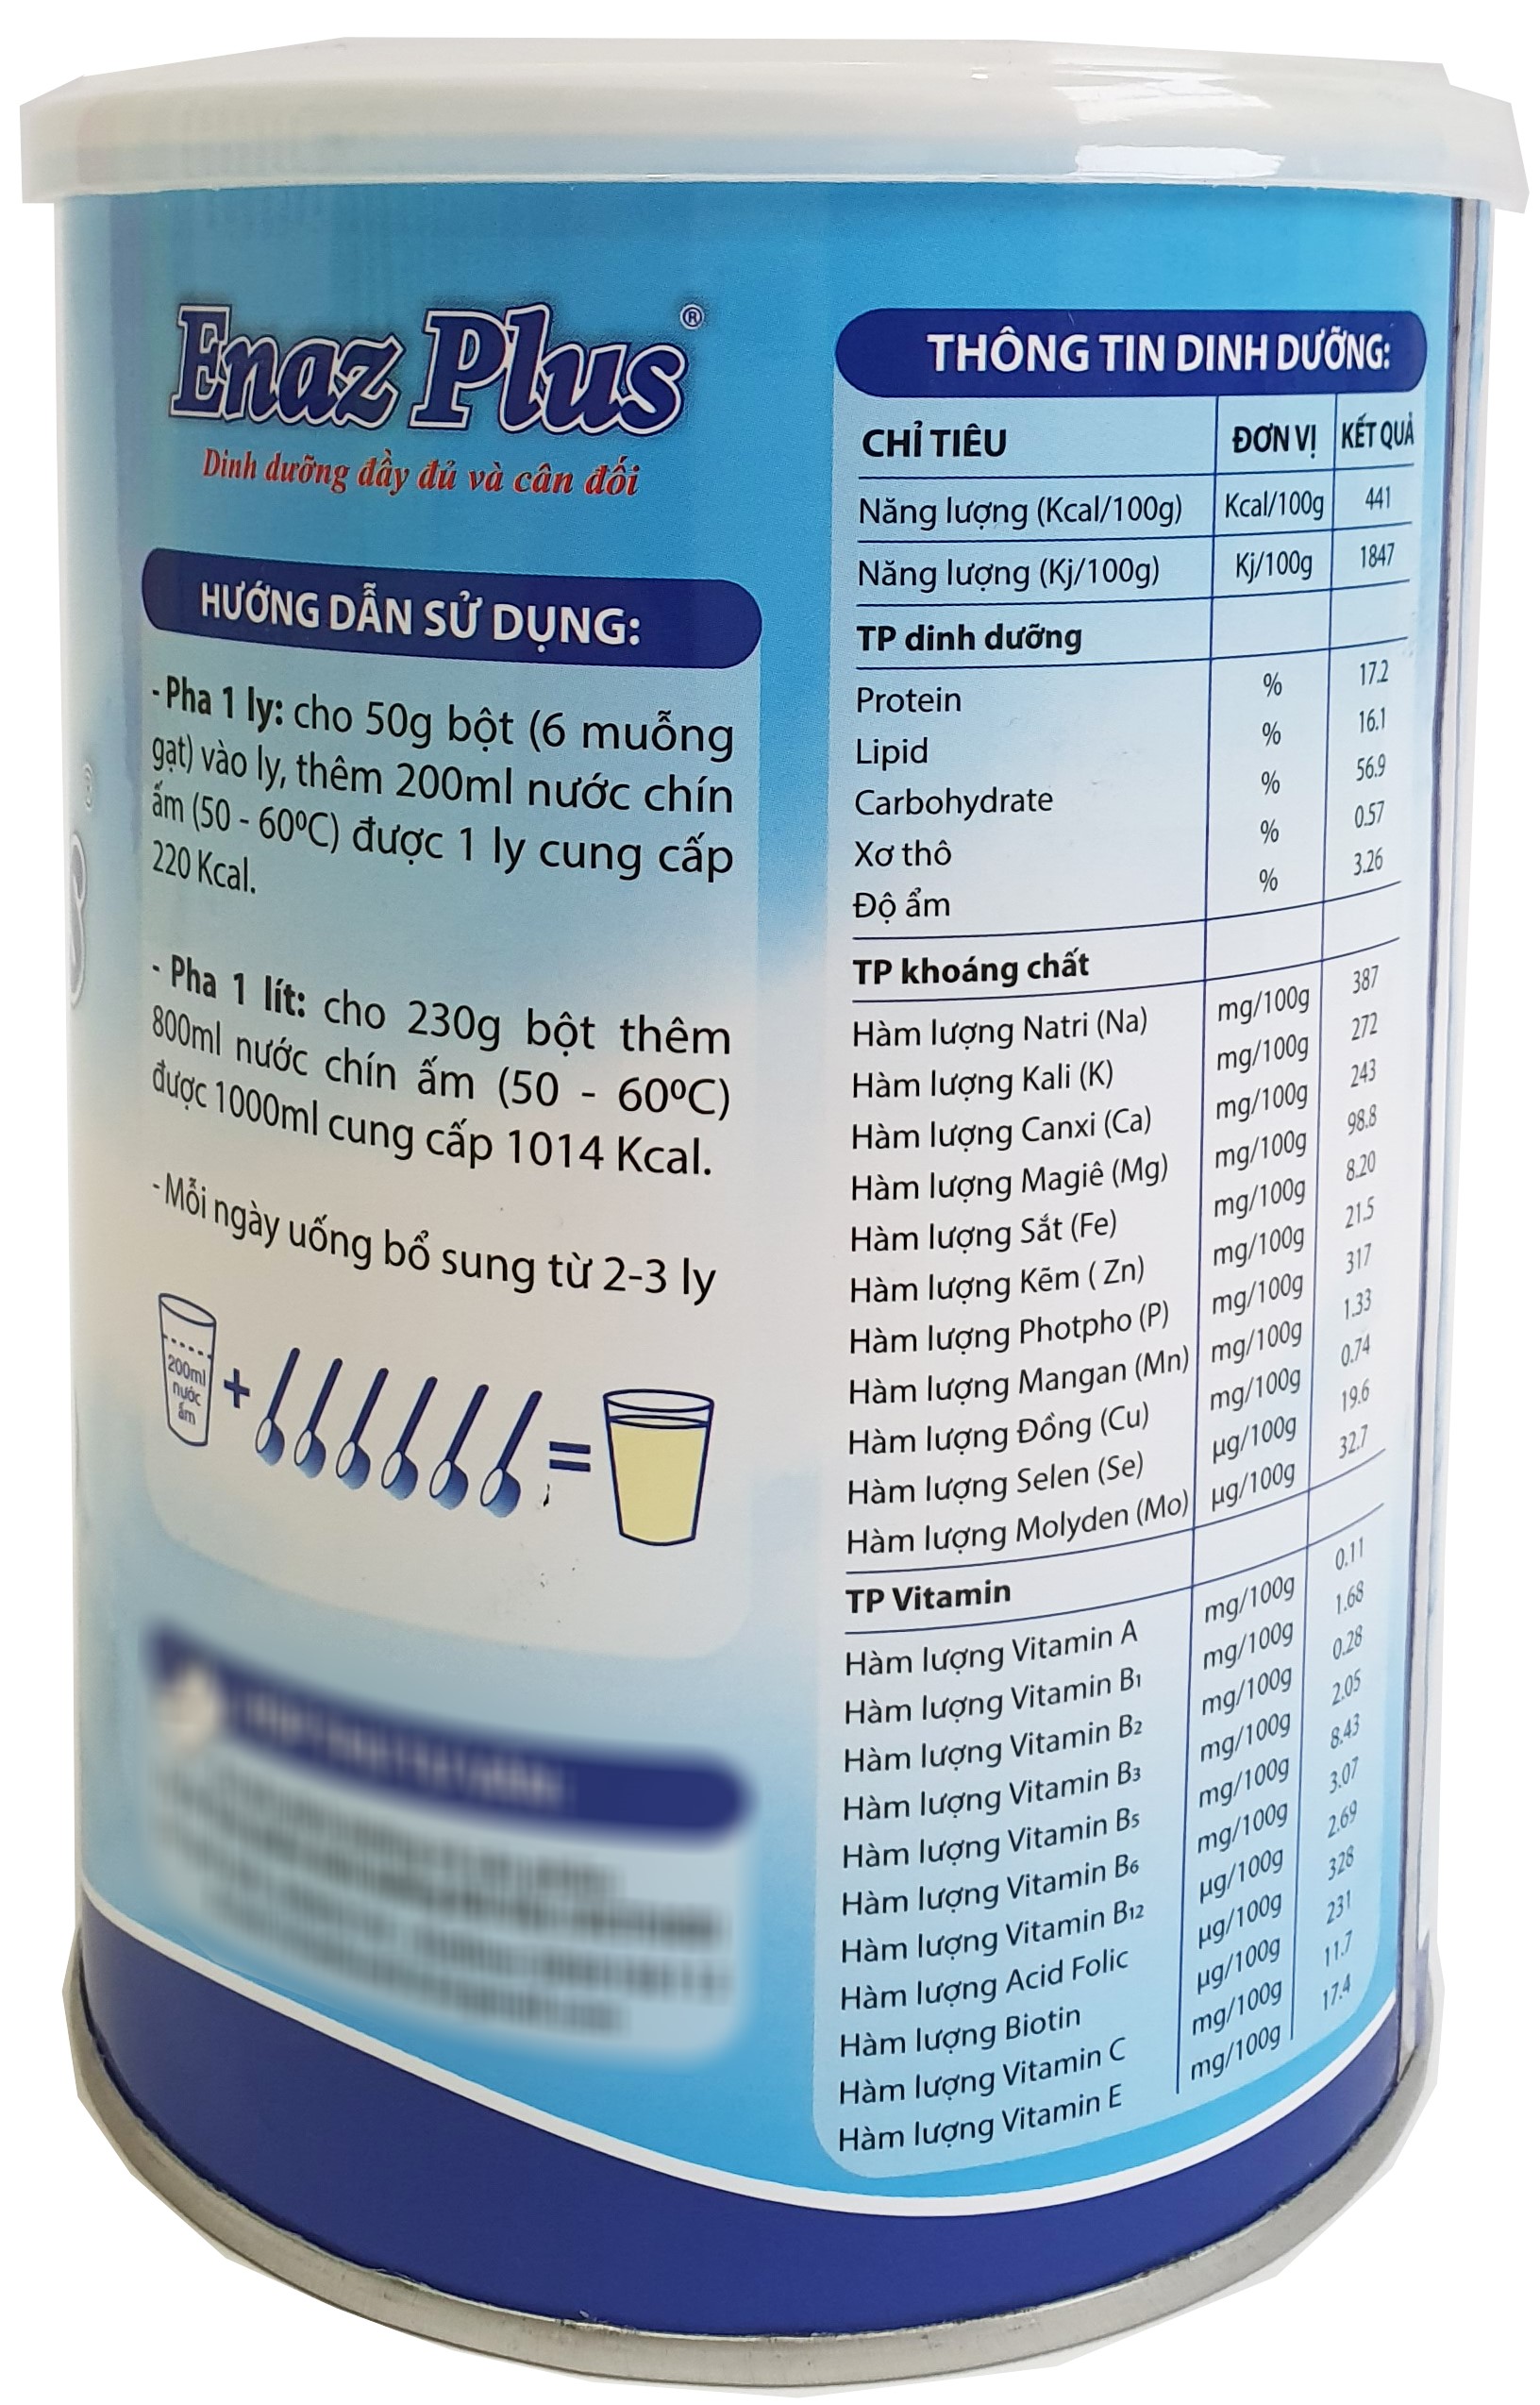 Enaz Plus®
Dinh dưỡng đầy đủ và cân đối
HƯỚNG DẪN SỬ DỤNG:
- Pha 1 ly: cho 50g bột (6 muỗng
gạt) vào ly, thêm 200ml nước chín
ấm (50 - 60ºC) được 1 ly cung cấp
220 Kcal.
- Pha 1 lít: cho 230g bột thêm
800ml nước chín ấm (50 - 60ºC)
được 1000ml cung cấp 1014 Kcal.
- Mỗi ngày uống bổ sung từ 2-3 ly
200ml
nước
ấm
+ =
THÔNG TIN DINH DƯỠNG:
CHỈ TIÊU ĐƠN VỊ KẾT QUẢ
Năng lượng (Kcal/100g) Kcal/100g 441
Năng lượng (Kj/100g) Kj/100g 1847
TP dinh dưỡng
Protein % 17.2
Lipid % 16.1
Carbohydrate % 56.9
Xơ thô % 0.57
Độ ẩm % 3.26
TP khoáng chất
Hàm lượng Natri (Na) mg/100g 387
Hàm lượng Kali (K) mg/100g 272
Hàm lượng Canxi (Ca) mg/100g 243
Hàm lượng Magiê (Mg) mg/100g 98.8
Hàm lượng Sắt (Fe) mg/100g 8.20
Hàm lượng Kẽm ( Zn) mg/100g 21.5
Hàm lượng Photpho (P) mg/100g 317
Hàm lượng Mangan (Mn) mg/100g 1.33
Hàm lượng Đồng (Cu) mg/100g 0.74
Hàm lượng Selen (Se) µg/100g 19.6
Hàm lượng Molyden (Mo) µg/100g 32.7
TP Vitamin
Hàm lượng Vitamin A mg/100g 0.11
Hàm lượng Vitamin B1 mg/100g 1.68
Hàm lượng Vitamin B2 mg/100g 0.28
Hàm lượng Vitamin B3 mg/100g 2.05
Hàm lượng Vitamin B5 mg/100g 8.43
Hàm lượng Vitamin B6 mg/100g 3.07
Hàm lượng Vitamin B12 µg/100g 2.69
Hàm lượng Acid Folic µg/100g 328
Hàm lượng Biotin µg/100g 231
Hàm lượng Vitamin C mg/100g 11.7
Hàm lượng Vitamin E mg/100g 17.4